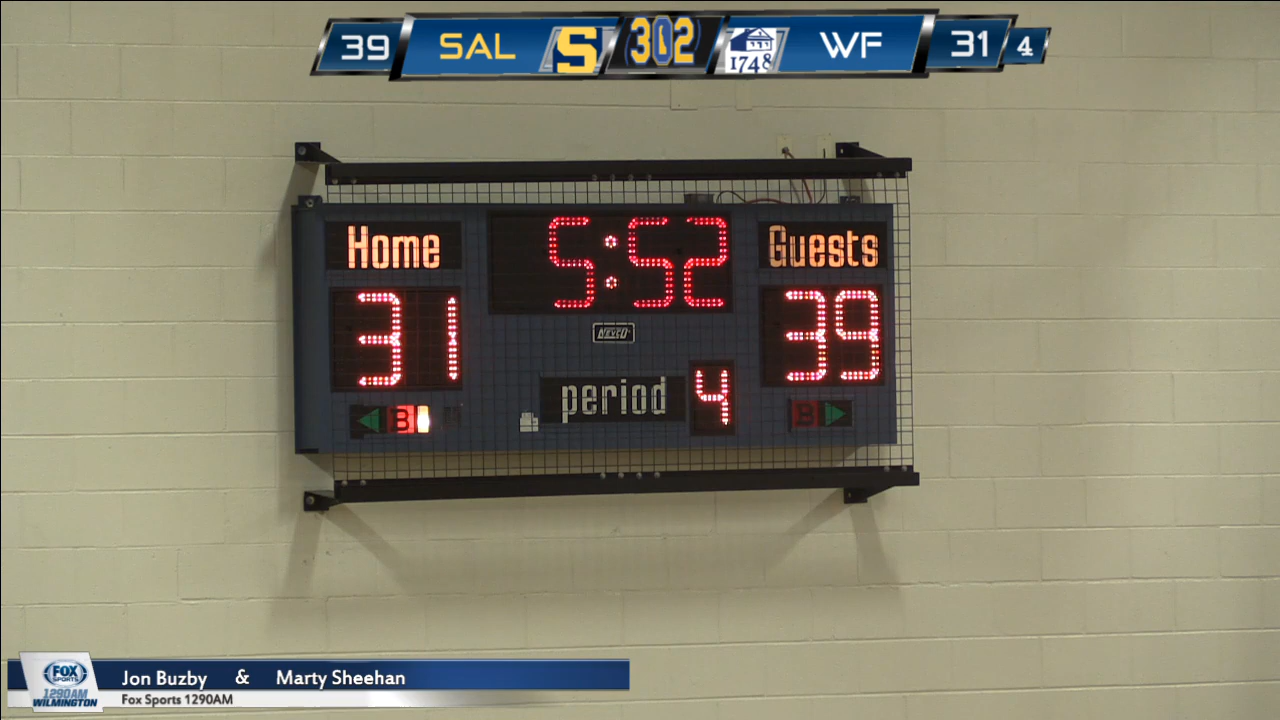 39 SAL S 302 1748 WF 31 4
Home 5:52 Guests
31 39
NEVCO
period 4
B B
FOX
SPORTS
1290AM
WILMINGTON
Jon Buzby & Marty Sheehan
Fox Sports 1290AM